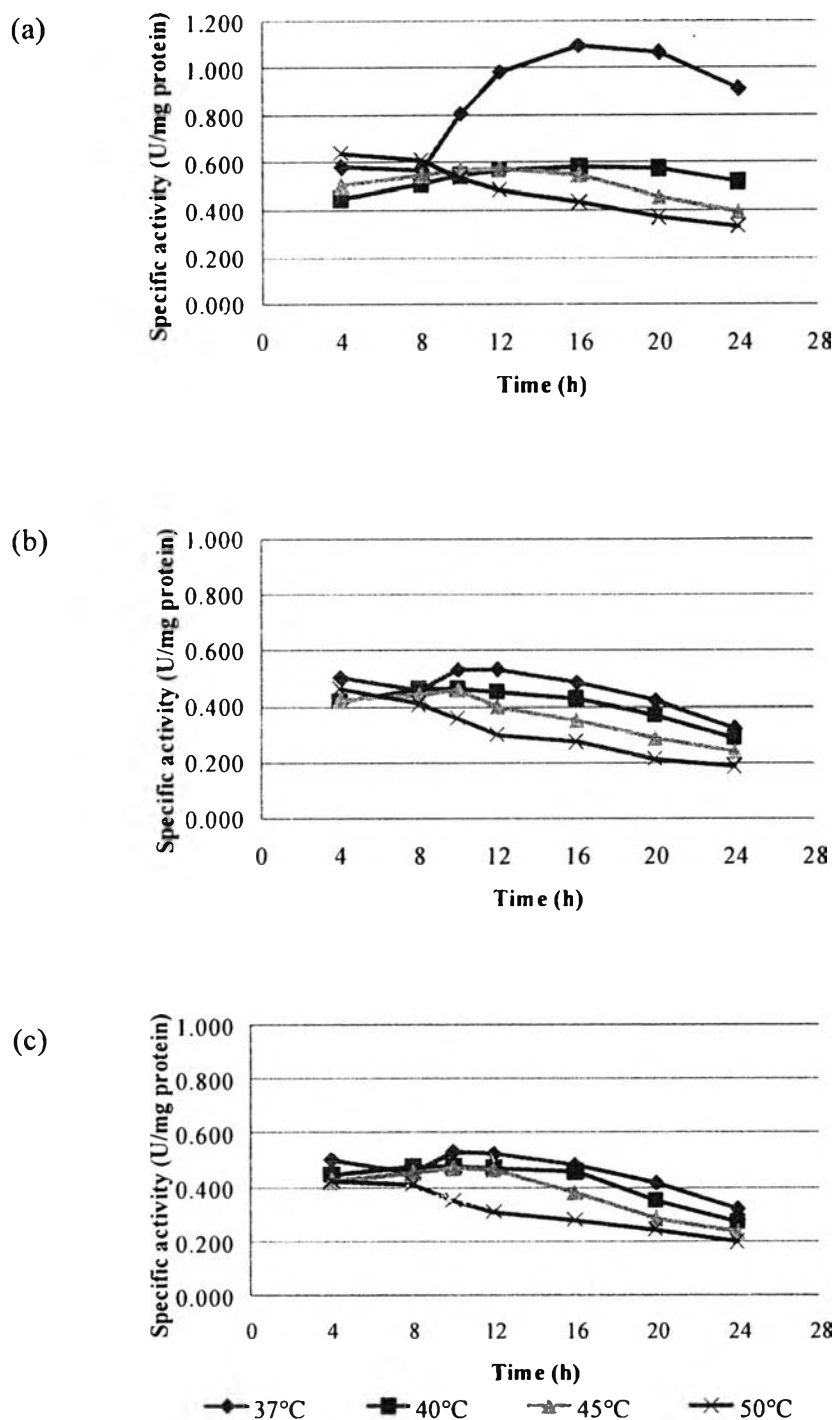 (a)
Specific activity (U/mg protein)
1.200
1.000
0.800
0.600
0.400
0.200
0.000
0 4 8 12 16 20 24 28
Time (h)
(b)
Specific activity (U/mg protein)
1.000
0.800
0.600
0.400
0.200
0.000
0 4 8 12 16 20 24 28
Time (h)
(c)
Specific activity (U/mg protein)
1.000
0.800
0.600
0.400
0.200
0.000
0 4 8 12 16 20 24 28
Time (h)
37°C 40°C 45°C 50°C